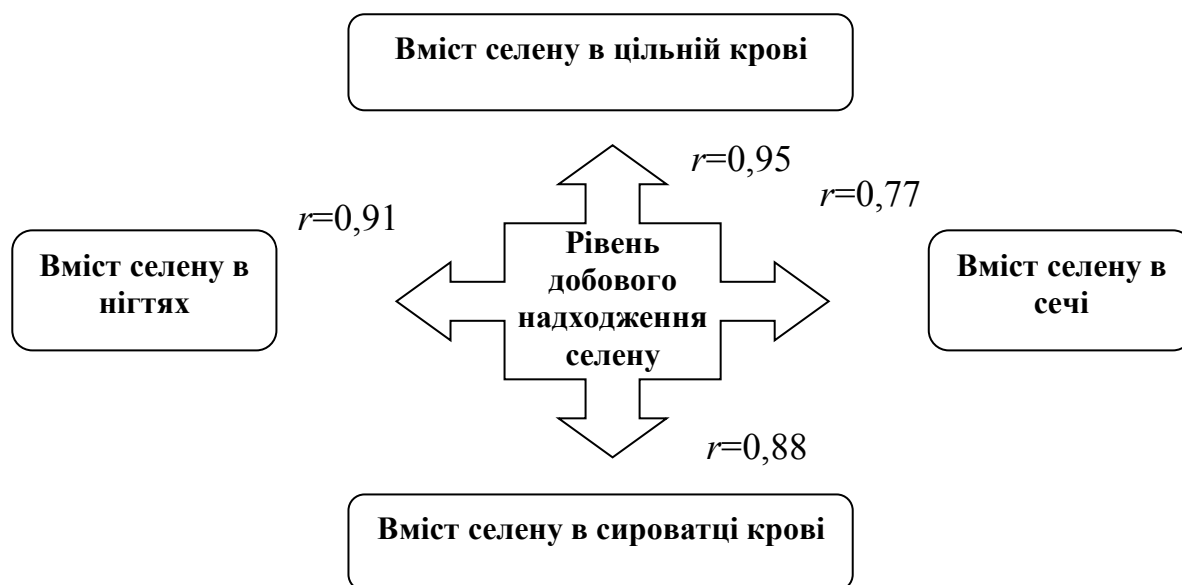 Вміст селену в цільній крові
r=0,95
r=0,77
r=0,91
Вміст селену в
нігтях
Рівень
добового
надходження
селену
Вміст селену в
сечі
r=0,88
Вміст селену в сироватці крові